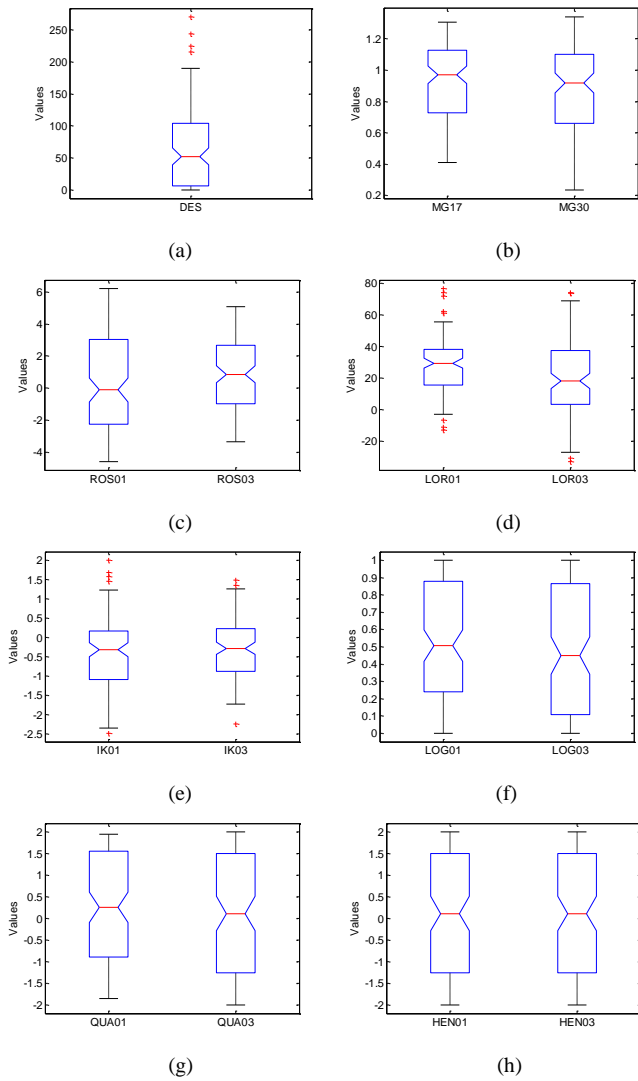 250
200
150
100
50
0
Values
DES
(a)
1.2
1
0.8
0.6
0.4
0.2
Values
MG17 MG30
(b)
6
4
2
0
-2
-4
Values
ROS01 ROS03
(c)
80
60
40
20
0
-20
Values
LOR01 LOR03
(d)
2
1.5
1
0.5
0
-0.5
-1
-1.5
-2
-2.5
Values
IK01 IK03
(e)
1
0.9
0.8
0.7
0.6
0.5
0.4
0.3
0.2
0.1
0
Values
LOG01 LOG03
(f)
2
1.5
1
0.5
0
-0.5
-1
-1.5
-2
Values
QUA01 QUA03
(g)
2
1.5
1
0.5
0
-0.5
-1
-1.5
-2
Values
HEN01 HEN03
(h)